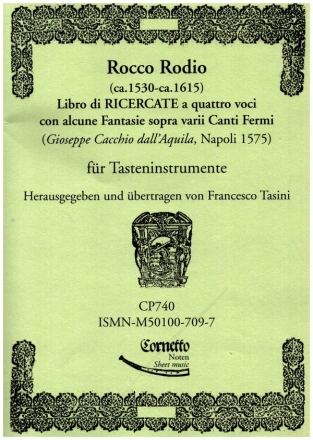 Rocco Rodio
(ca.1530-ca.1615)
Libro di RICERCATE a quattro voci
con alcune Fantasie sopra varii Canti Fermi
(Gioseppe Cacchio dall'Aquila, Napoli 1575)
für Tasteninstrumente
Herausgegeben und übertragen von Francesco Tasini
CP740
ISMN-M50100-709-7
Cornetto
Noten
Sheet music